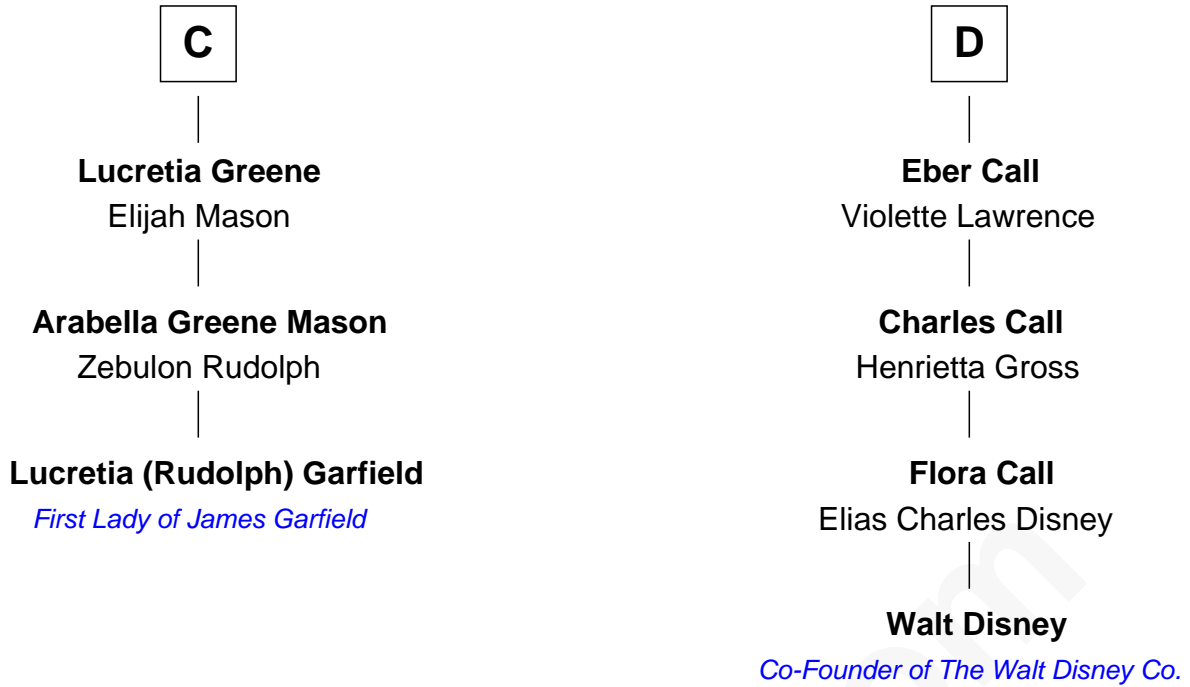 C
Lucretia Greene
Elijah Mason
Arabella Greene Mason
Zebulon Rudolph
Lucretia (Rudolph) Garfield
First Lady of James Garfield
D
Eber Call
Violette Lawrence
Charles Call
Henrietta Gross
Flora Call
Elias Charles Disney
Walt Disney
Co-Founder of The Walt Disney Co.